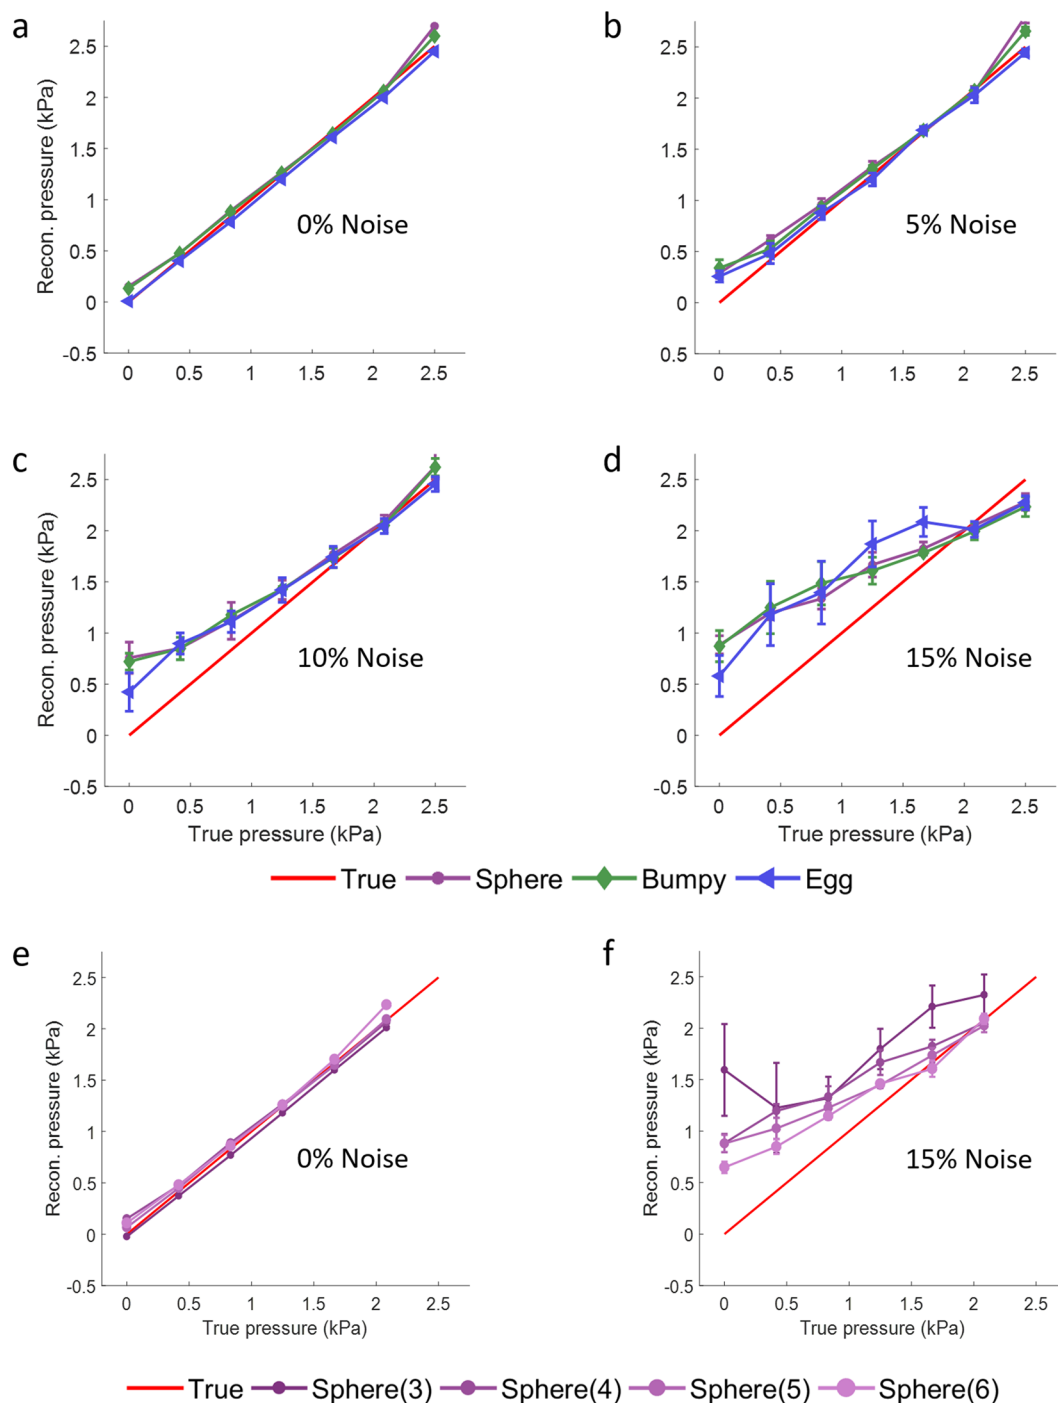 a
2.5
2
1.5
1
0.5
0
-0.5
Recon. pressure (kPa)
0% Noise
0 0.5 1 1.5 2 2.5
b
2.5
2
1.5
1
0.5
0
-0.5
5% Noise
0 0.5 1 1.5 2 2.5
c
2.5
2
1.5
1
0.5
0
-0.5
Recon. pressure (kPa)
10% Noise
0 0.5 1 1.5 2 2.5
True pressure (kPa)
d
2.5
2
1.5
1
0.5
0
-0.5
15% Noise
0 0.5 1 1.5 2 2.5
True pressure (kPa)
True Sphere Bumpy Egg
e
2.5
2
1.5
1
0.5
0
-0.5
Recon. pressure (kPa)
0% Noise
0 0.5 1 1.5 2 2.5
True pressure (kPa)
f
2.5
2
1.5
1
0.5
0
-0.5
Recon. pressure (kPa)
15% Noise
0 0.5 1 1.5 2 2.5
True pressure (kPa)
True Sphere(3) Sphere(4) Sphere(5) Sphere(6)